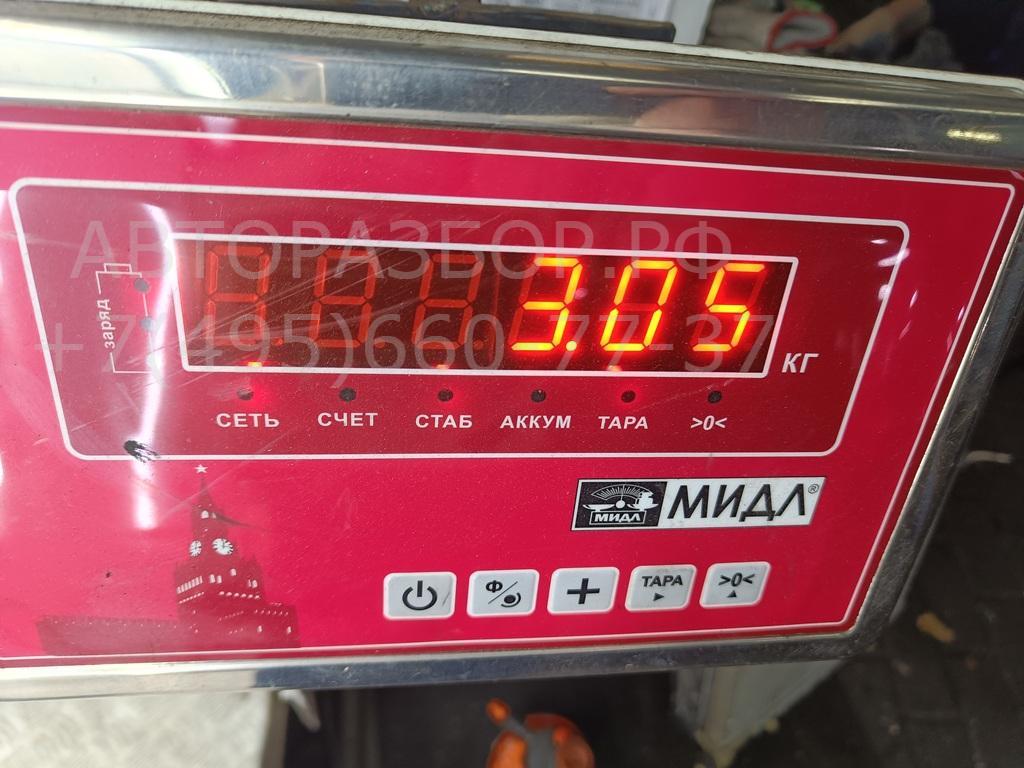 АВТОРАЗБОР.РФ
+7(495)660-77-37
заряд
3.05
КГ
СЕТЬ СЧЕТ СТАБ АККУМ ТАРА >0<
МИДЛ МИДЛ®
Ф + ТАРА >0<